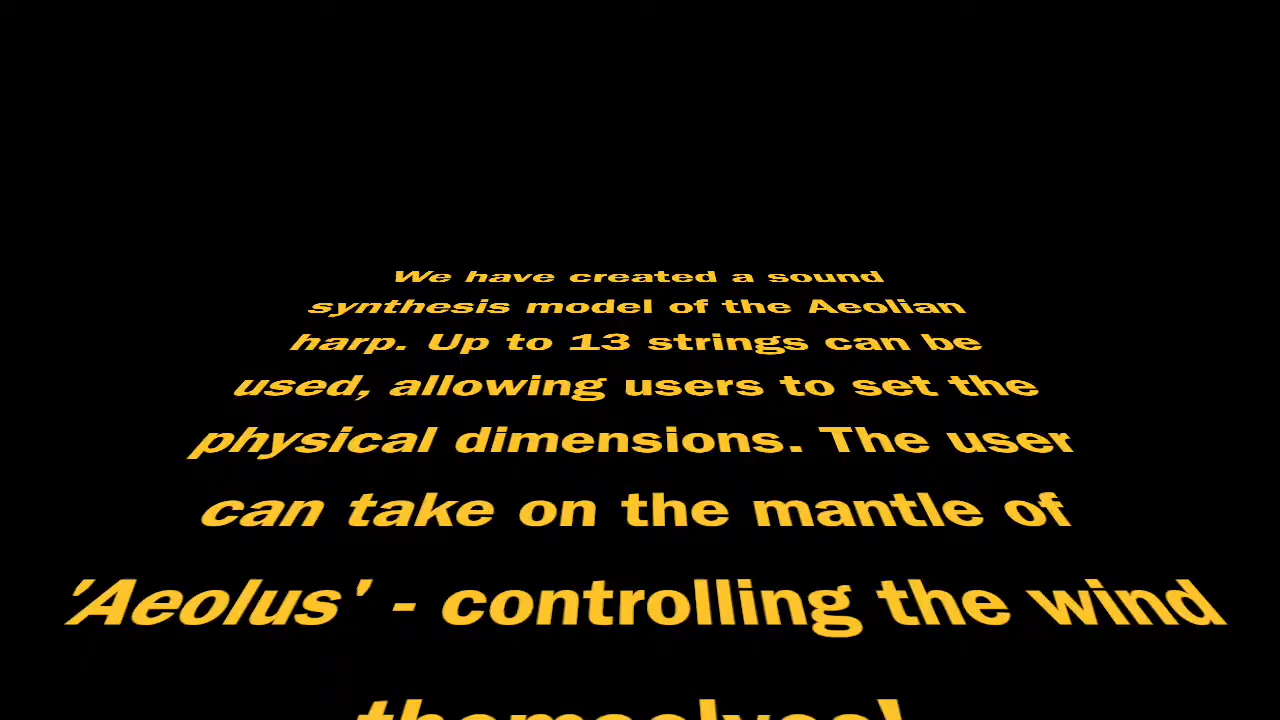 We have created a sound
synthesis model of the Aeolian
harp. Up to 13 strings can be
used, allowing users to set the
physical dimensions. The user
can take on the mantle of
'Aeolus' - controlling the wind
themselves!